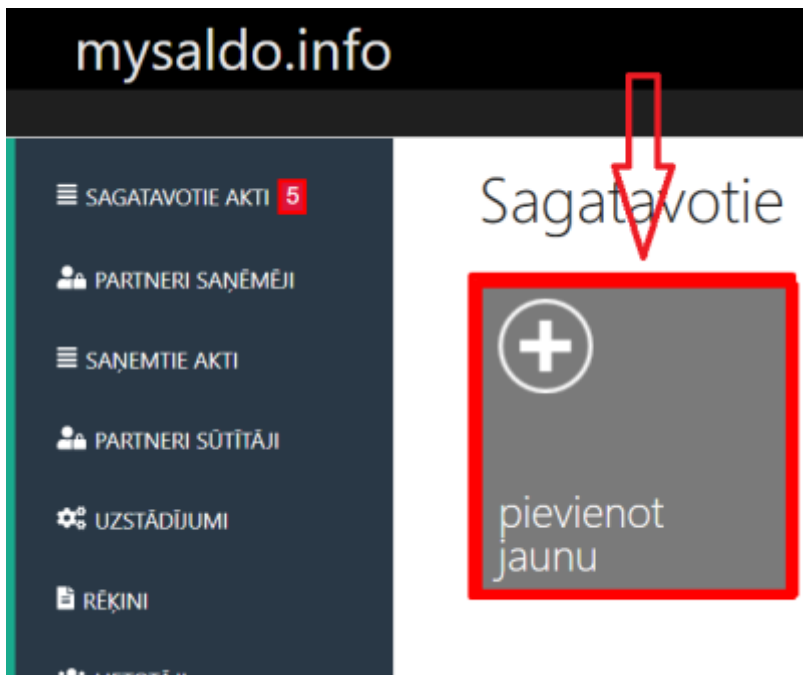 mysaldo.info
SAGATAVOTIE AKTI 5
PARTNERI SAŅĒMĒJI
SAŅEMTIE AKTI
PARTNERI SŪTĪTĀJI
UZSTĀDĪJUMI
RĒĶINI
Sagatavotie
pievienot
jaunu